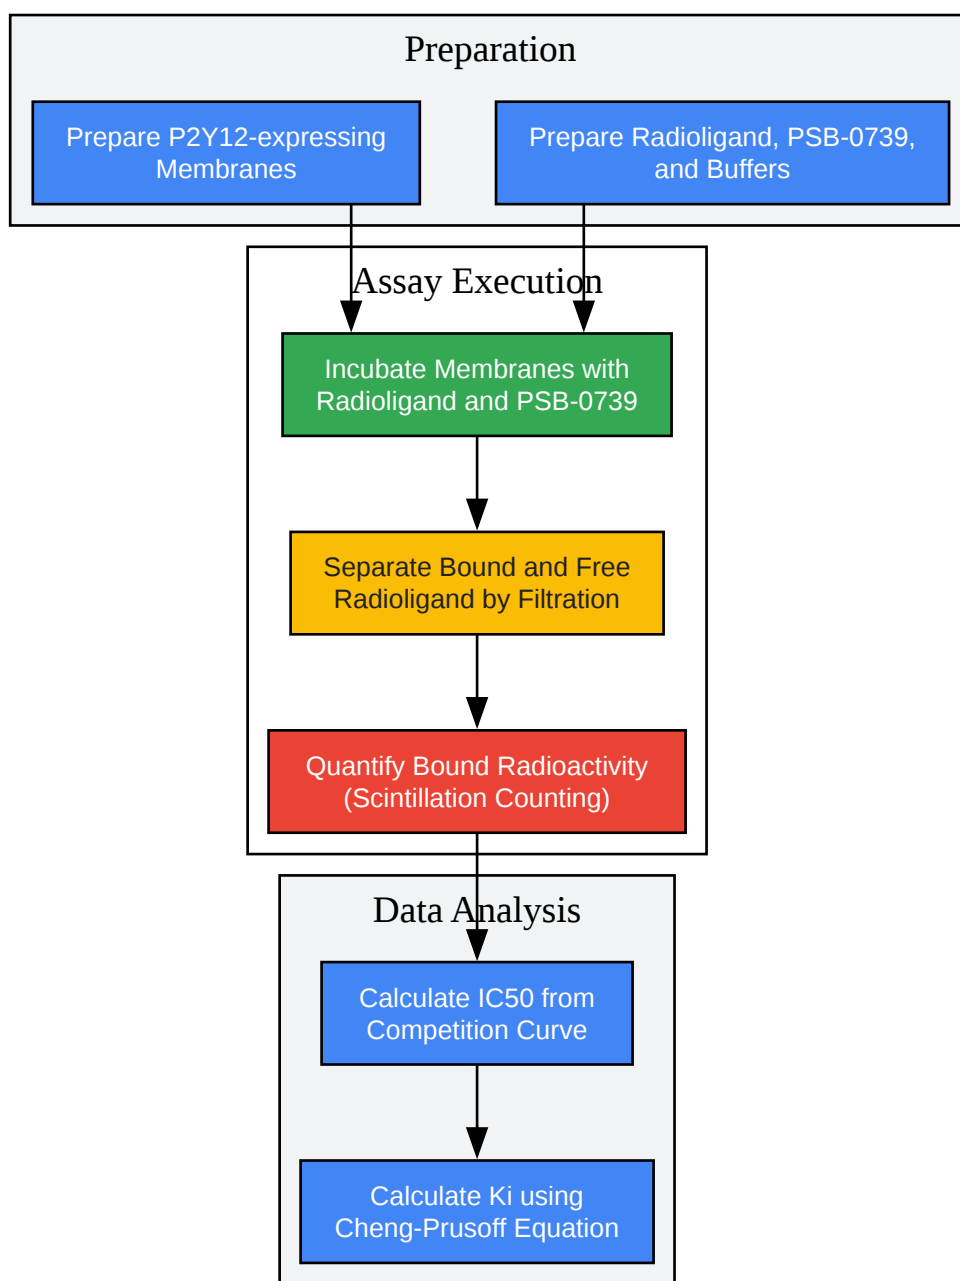 Preparation
Prepare P2Y12-expressing
Membranes
Prepare Radioligand, PSB-0739,
and Buffers
Assay Execution
Incubate Membranes with
Radioligand and PSB-0739
Separate Bound and Free
Radioligand by Filtration
Quantify Bound Radioactivity
(Scintillation Counting)
Data Analysis
Calculate IC50 from
Competition Curve
Calculate Ki using
Cheng-Prusoff Equation